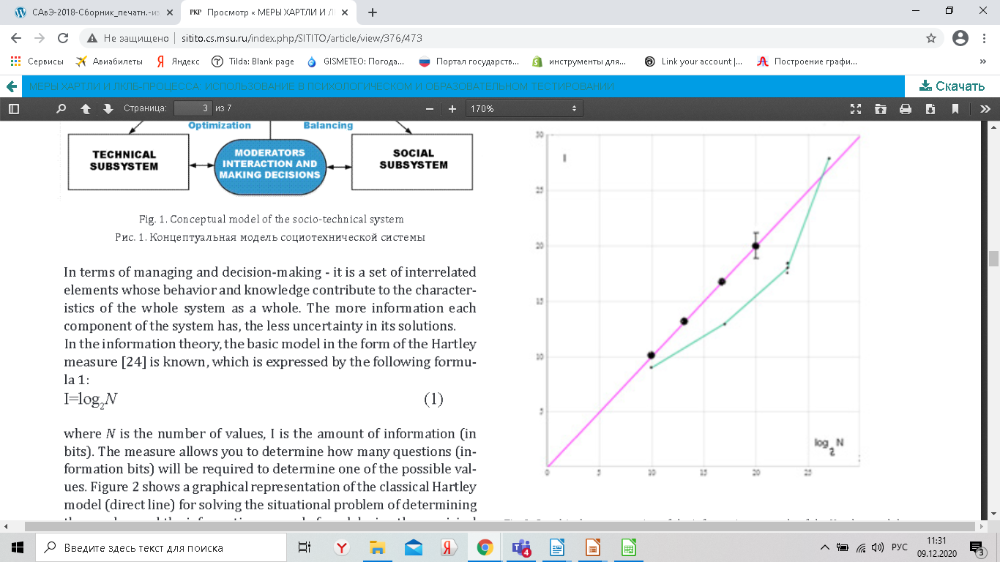 САвЭ-2018-Сборник_печатн.-из
Просмотр « МЕРЫ ХАРТЛИ И Л
Не защищено
sitito.cs.msu.ru/index.php/SITITO/article/view/376/473
Сервисы
Авиабилеты
Яндекс
Tilda: Blank page
GISMETEO: Погода...
Портал государств...
инструменты для...
Link your account |...
Построение графи...
»
МЕРЫ ХАРТЛИ И ЛКЛБ-ПРОЦЕССА: ИСПОЛЬЗОВАНИЕ В ПСИХОЛОГИЧЕСКОМ И ОБРАЗОВАТЕЛЬНОМ ТЕСТИРОВАНИИ
Скачать
Страница: 3 из 7
170%
Optimization
Balancing
TECHNICAL
SUBSYSTEM
MODERATORS
INTERACTION AND
MAKING DECISIONS
SOCIAL
SUBSYSTEM
Fig. 1. Conceptual model of the socio-technical system
Рис. 1. Концептуальная модель социотехнической системы
In terms of managing and decision-making - it is a set of interrelated
elements whose behavior and knowledge contribute to the character-
istics of the whole system as a whole. The more information each
component of the system has, the less uncertainty in its solutions.
In the information theory, the basic model in the form of the Hartley
measure [24] is known, which is expressed by the following formu-
la 1:
I=log₂N (1)
where N is the number of values, I is the amount of information (in
bits). The measure allows you to determine how many questions (in-
formation bits) will be required to determine one of the possible val-
ues. Figure 2 shows a graphical representation of the classical Hartley
model (direct line) for solving the situational problem of determining
30
I
25
20
15
10
5
log₂ N
0 5 10 15 20 25
Введите здесь текст для поиска
4
РУС
11:31
09.12.2020
3